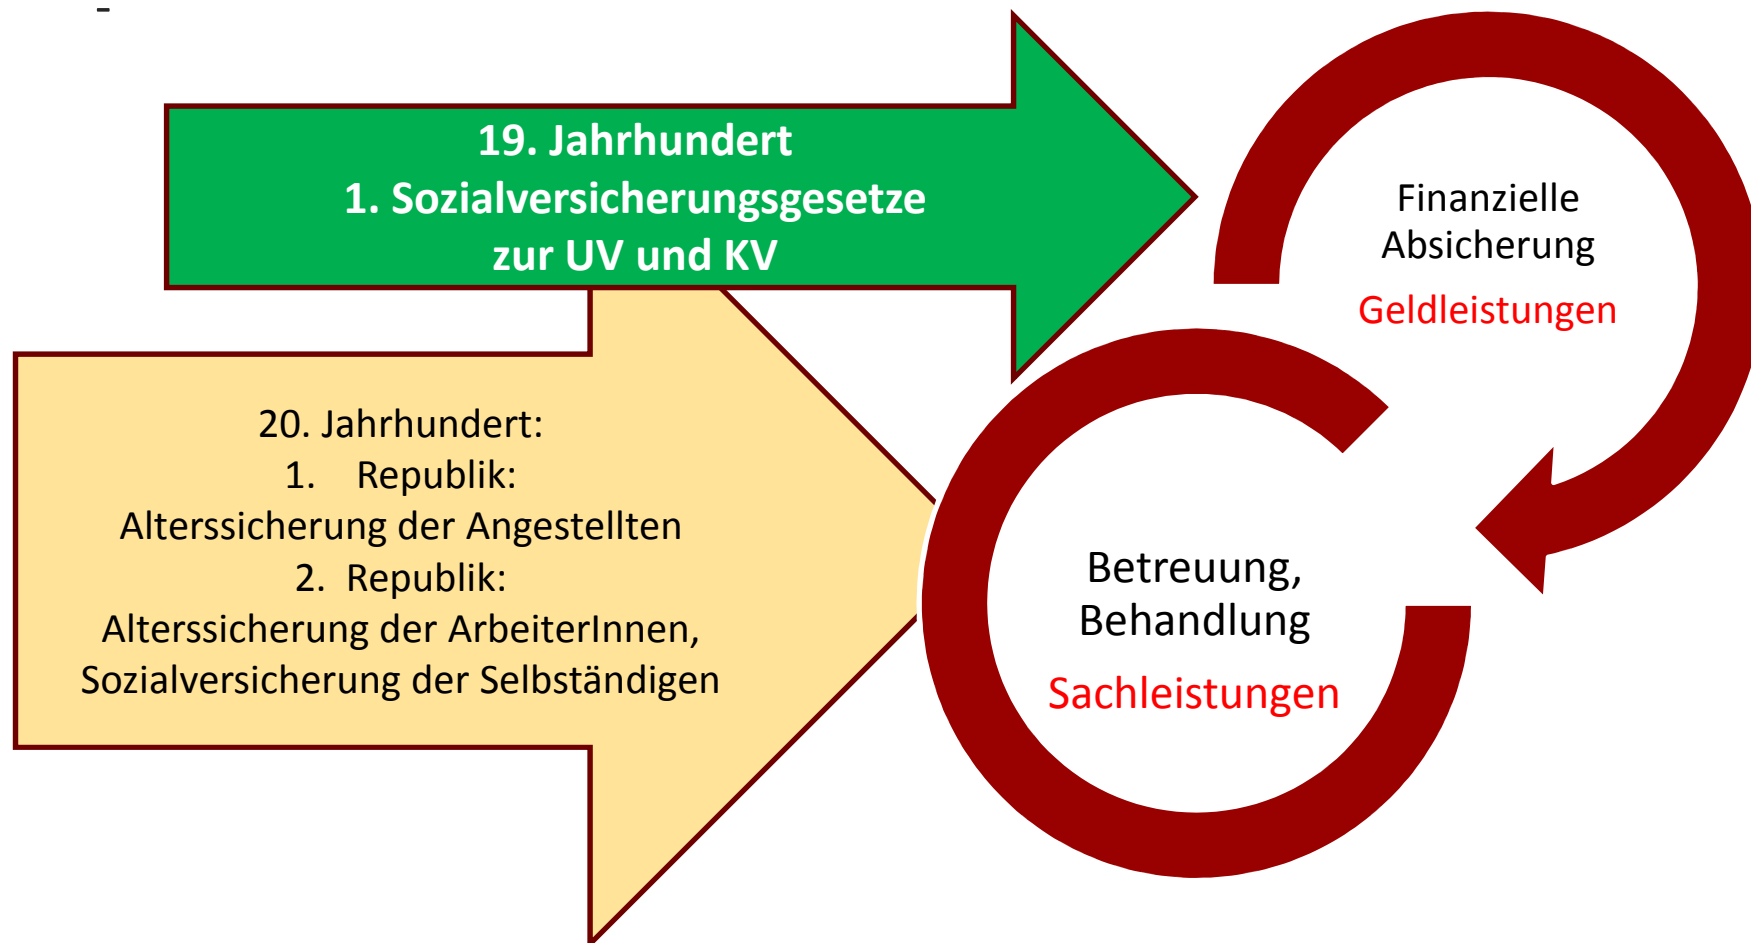 19. Jahrhundert
1. Sozialversicherungsgesetze
zur UV und KV
20. Jahrhundert:
1. Republik:
Alterssicherung der Angestellten
2. Republik:
Alterssicherung der ArbeiterInnen,
Sozialversicherung der Selbständigen
Finanzielle
Absicherung
Geldleistungen
Betreuung,
Behandlung
Sachleistungen